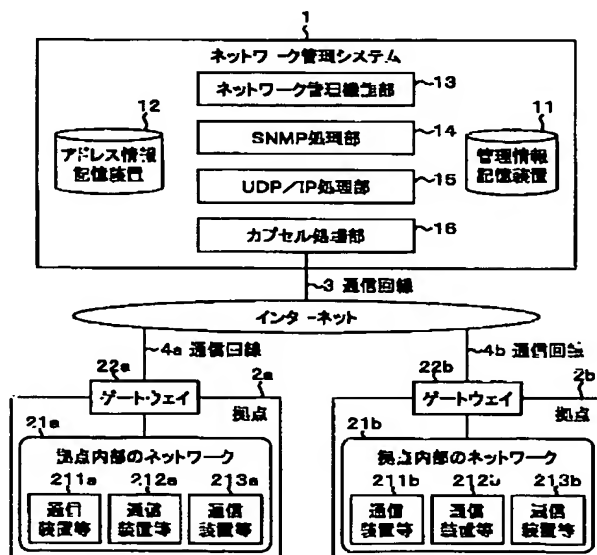 1
ネットワーク管理システム
ネットワーク管理機能部 13
12
アドレス情報
記憶装置
SNMP処理部 14
11
管理情報
記憶装置
UDP/IP処理部 15
カプセル処理部 16
3 通信回線
インターネット
4a 通信回線
4b 通信回線
22a
ゲートウェイ
2a
拠点
22b
ゲートウェイ
2b
拠点
21a
拠点内部のネットワーク
211a 212a 213a
通信 通信 通信
装置等 装置等 装置等
21b
拠点内部のネットワーク
211b 212b 213b
通信 通信 通信
装置等 装置等 装置等